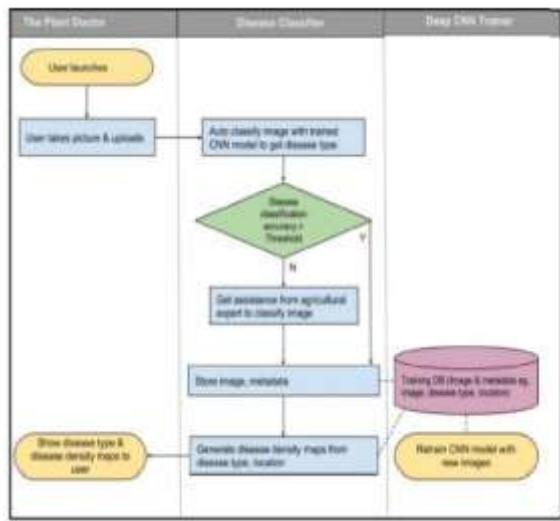 The Plant Doctor
Disease Classifier
Deep CNN Trainer
User launches
User takes picture & uploads
Auto classify image with trained
CNN model to get disease type
Disease
classification
accuracy >
Threshold
Y
N
Get assistance from agricultural
expert to classify image
Store image, metadata
Training DB (Image & metadata eg.
image, disease type, location)
Show disease type &
disease density maps to
user
Generate disease density maps from
disease type, location
Retrain CNN model with
new images